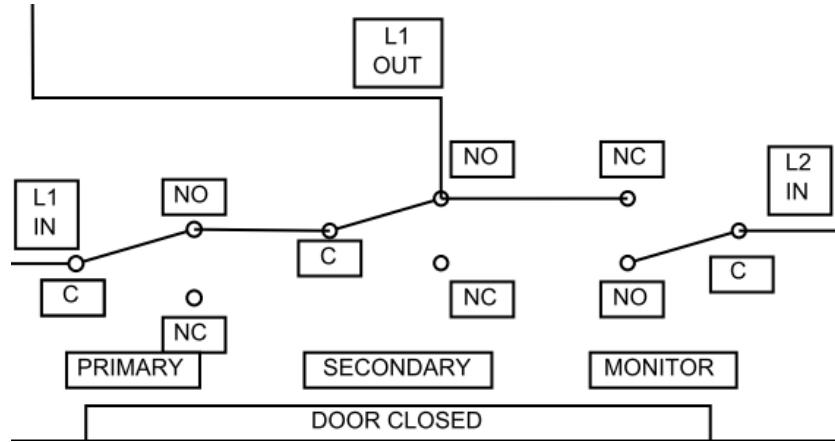 L1
OUT
NO
NC
L2
IN
L1
IN
NO
C
C
C
NC
NO
NC
PRIMARY
SECONDARY
MONITOR
DOOR CLOSED